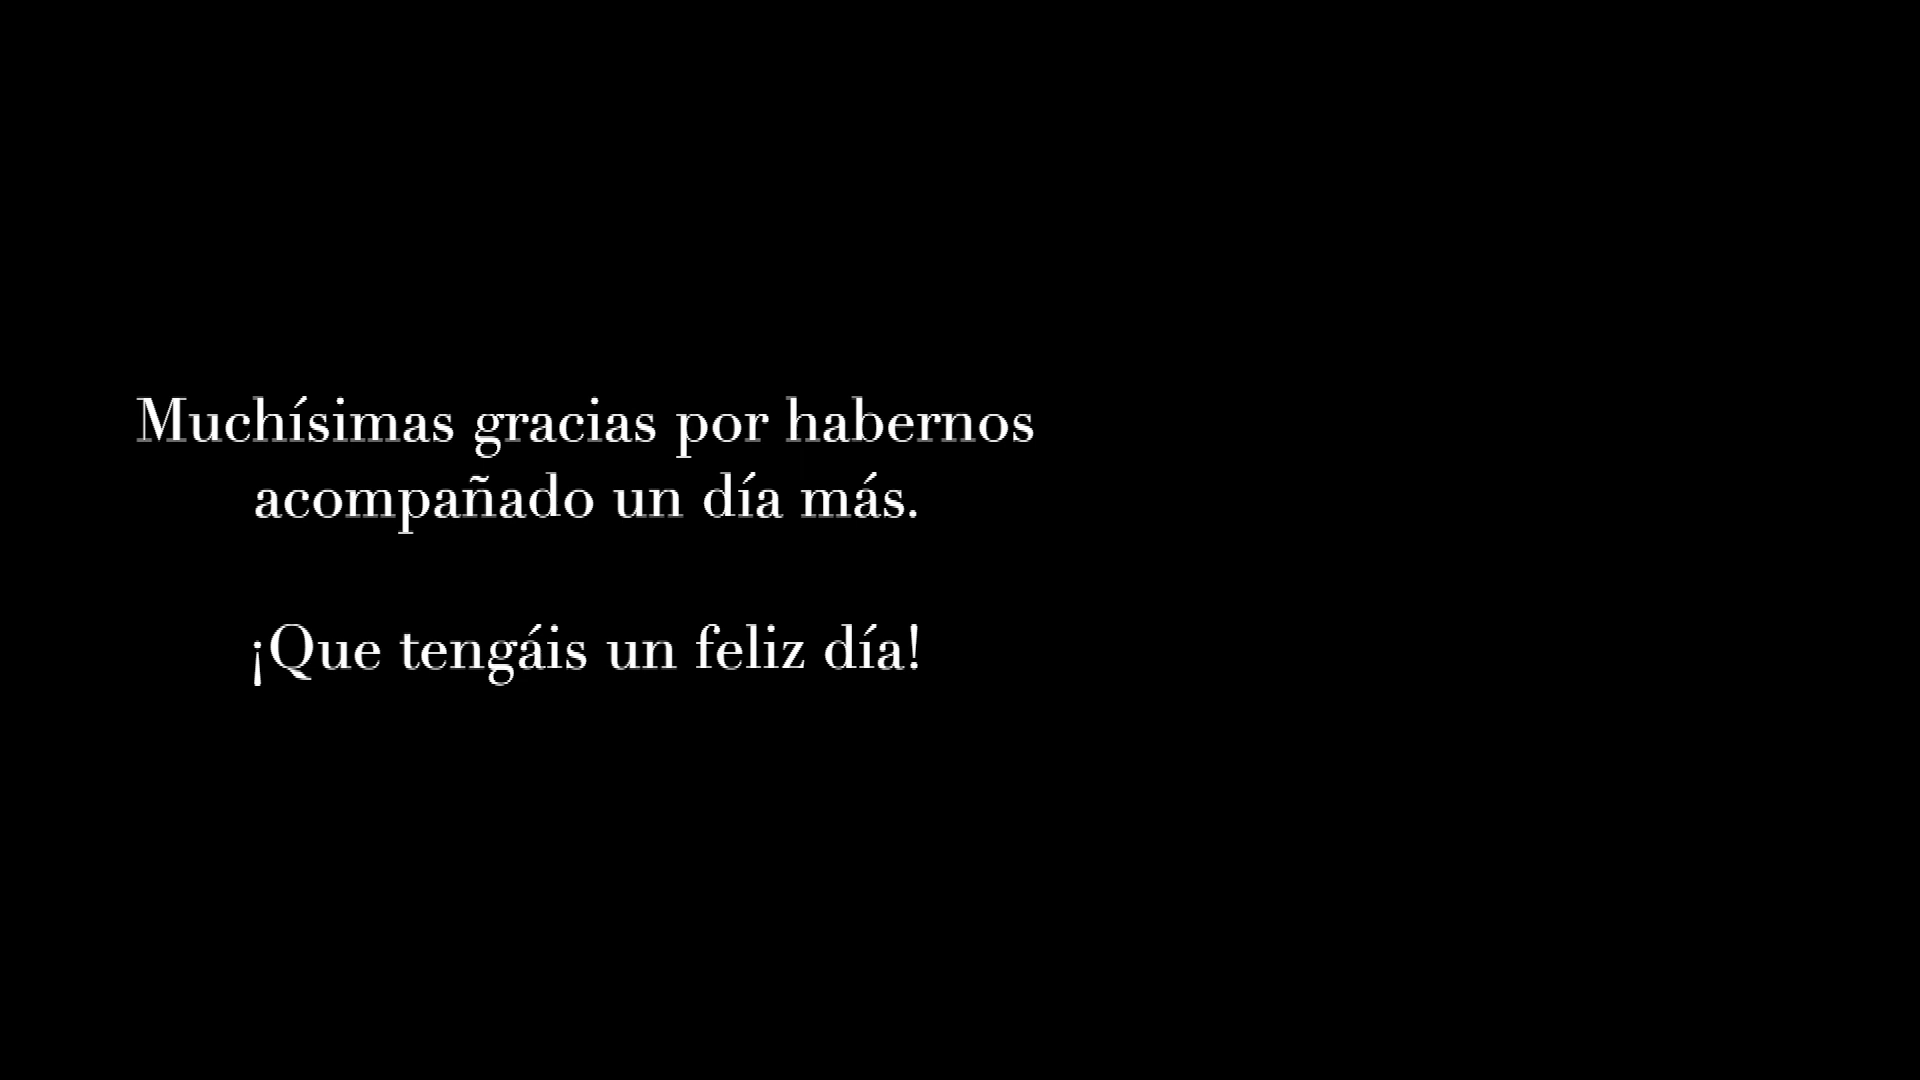 Muchísimas gracias por habernos
acompañado un día más.
¡Que tengáis un feliz día!